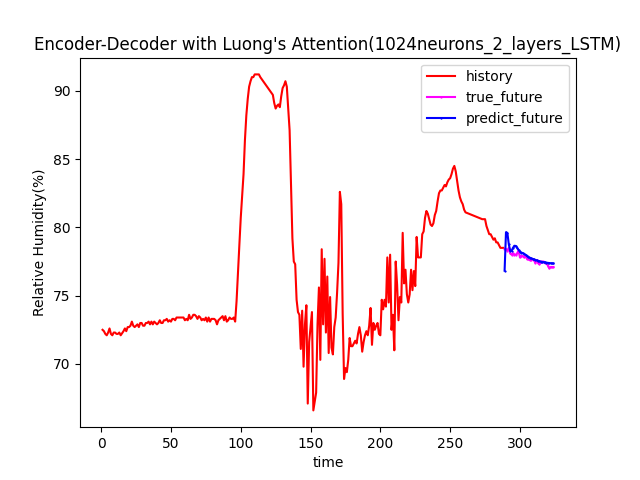 Encoder-Decoder with Luong's Attention(1024neurons_2_layers_LSTM)
history
true_future
predict_future
Relative Humidity(%)
90
85
80
75
70
0 50 100 150 200 250 300
time